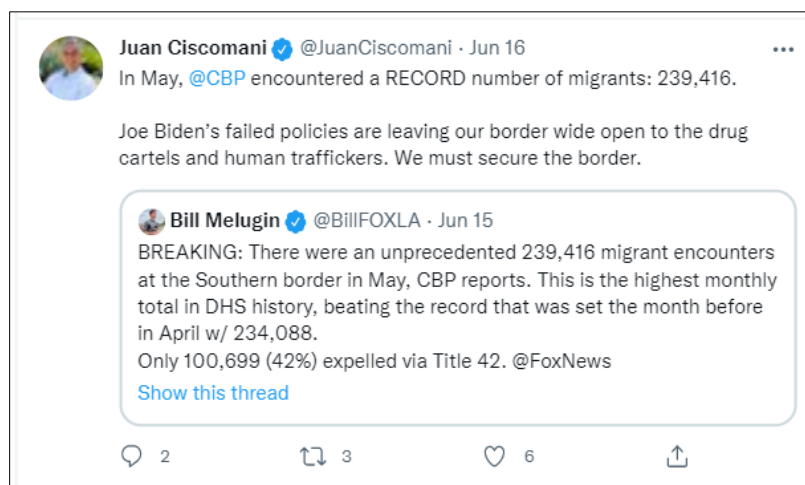 Juan Ciscomani @JuanCiscomani · Jun 16
In May, @CBP encountered a RECORD number of migrants: 239,416.
Joe Biden's failed policies are leaving our border wide open to the drug
cartels and human traffickers. We must secure the border.
Bill Melugin @BillFOXLA · Jun 15
BREAKING: There were an unprecedented 239,416 migrant encounters
at the Southern border in May, CBP reports. This is the highest monthly
total in DHS history, beating the record that was set the month before
in April w/ 234,088.
Only 100,699 (42%) expelled via Title 42. @FoxNews
Show this thread
2 3 6